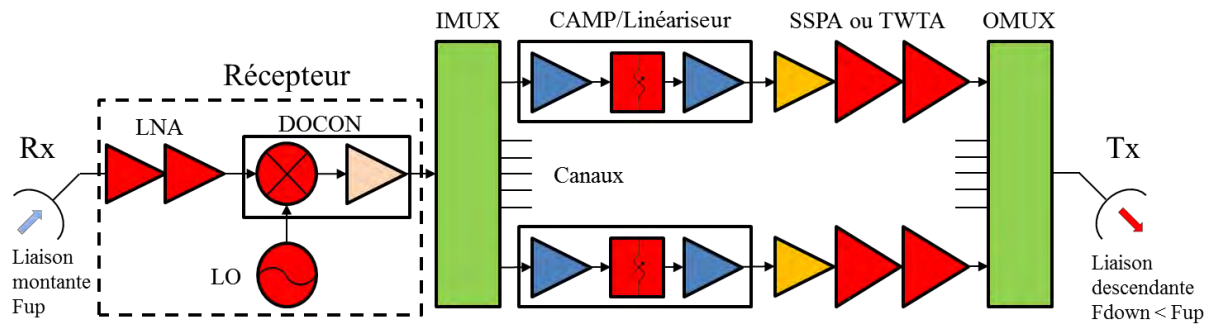 IMUX
CAMP/Linéariseur
SSPA ou TWTA
OMUX
Récepteur
LNA
DOCON
Rx
Tx
Canaux
LO
Liaison
montante
Fup
Liaison
descendante
Fdown < Fup